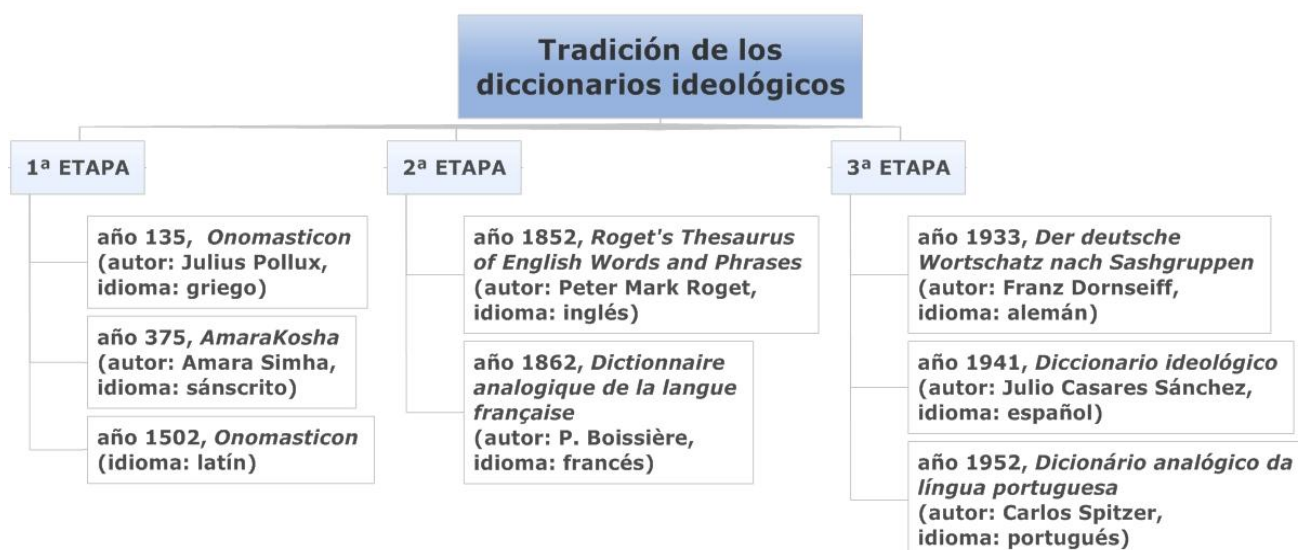 Tradición de los
diccionarios ideológicos
1ª ETAPA
año 135, Onomasticon
(autor: Julius Pollux,
idioma: griego)
año 375, AmaraKosha
(autor: Amara Simha,
idioma: sánscrito)
año 1502, Onomasticon
(idioma: latín)
2ª ETAPA
año 1852, Roget's Thesaurus
of English Words and Phrases
(autor: Peter Mark Roget,
idioma: inglés)
año 1862, Dictionnaire
analogique de la langue
française
(autor: P. Boissière,
idioma: francés)
3ª ETAPA
año 1933, Der deutsche
Wortschatz nach Sashgruppen
(autor: Franz Dornseiff,
idioma: alemán)
año 1941, Diccionario ideológico
(autor: Julio Casares Sánchez,
idioma: español)
año 1952, Dicionário analógico da
língua portuguesa
(autor: Carlos Spitzer,
idioma: portugués)